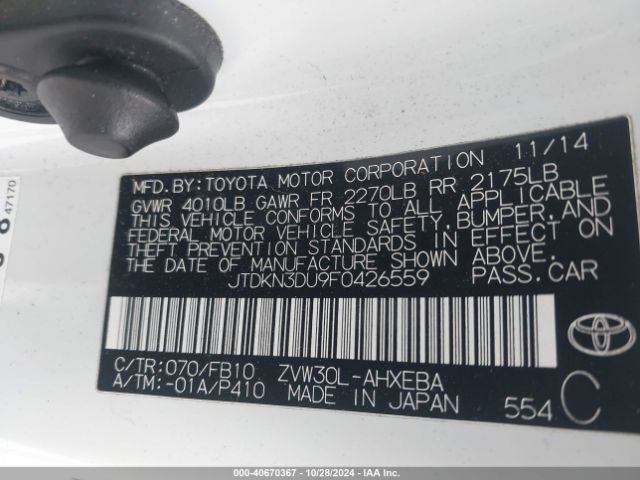 47170
MFD. BY: TOYOTA MOTOR CORPORATION 11/14
GVWR 4010LB GAWR FR 2270LB RR 2175LB
THIS VEHICLE CONFORMS TO ALL APPLICABLE
FEDERAL MOTOR VEHICLE SAFETY, BUMPER, AND
THEFT PREVENTION STANDARDS IN EFFECT ON
THE DATE OF MANUFACTURE SHOWN ABOVE.
JTDKN3DU9F0426559 PASS. CAR
C/TR: 070/FB10 ZVW30L-AHXEBA
A/TM: -01A/P410 MADE IN JAPAN 554 C
TOYOTA
000-40670367 - 10/28/2024 - IAA Inc.